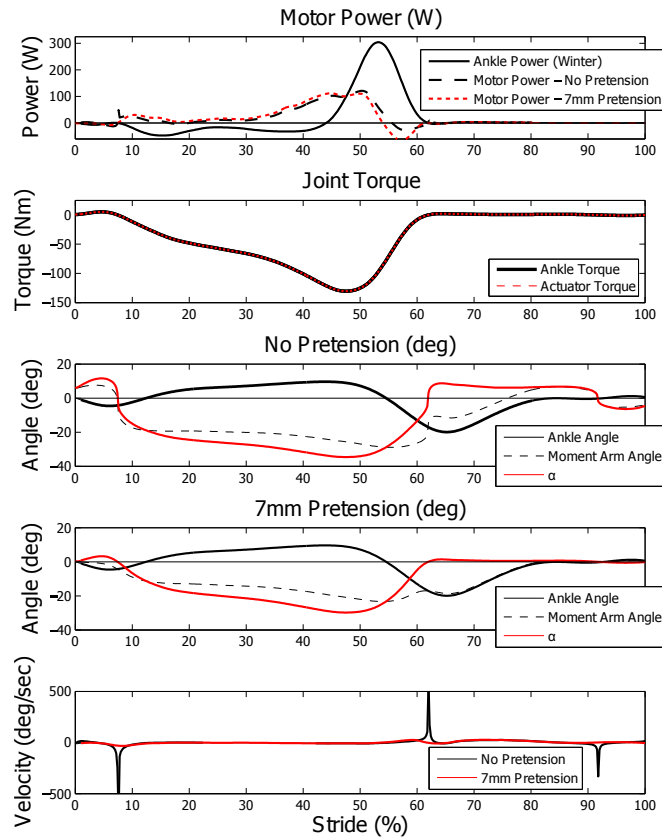 Motor Power (W)
Power (W)
300
200
100
0
Ankle Power (Winter)
Motor Power – No Pretension
Motor Power – 7mm Pretension
0 10 20 30 40 50 60 70 80 90 100
Joint Torque
Torque (Nm)
0
−50
−100
−150
Ankle Torque
Actuator Torque
0 10 20 30 40 50 60 70 80 90 100
No Pretension (deg)
Angle (deg)
20
0
−20
−40
Ankle Angle
Moment Arm Angle
α
0 10 20 30 40 50 60 70
7mm Pretension (deg)
Angle (deg)
20
0
−20
−40
Ankle Angle
Moment Arm Angle
α
0 10 20 30 40 50 60 70
Velocity (deg/sec)
500
0
−500
No Pretension
7mm Pretension
0 10 20 30 40 50 60 70 80 90 100
Stride (%)